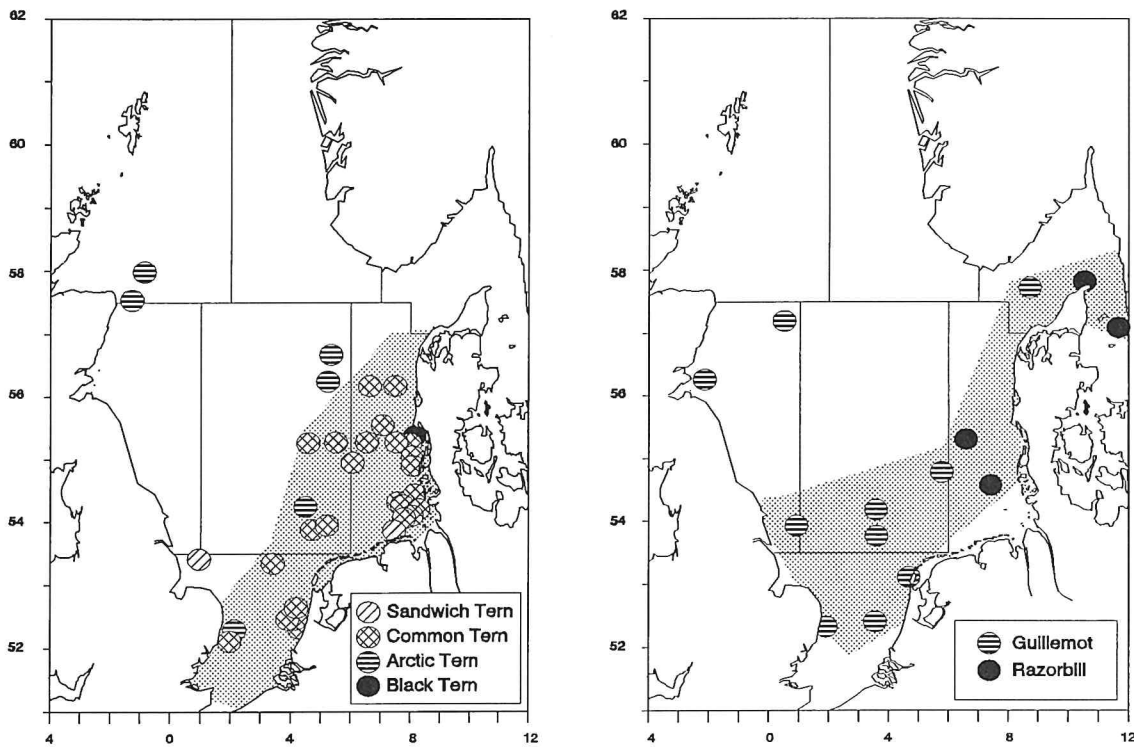 62
60
58
56
54
52
4 0 4 8 12
Sandwich Tern
Common Tern
Arctic Tern
Black Tern
62
60
58
56
54
52
4 0 4 8 12
Guillemot
Razorbill